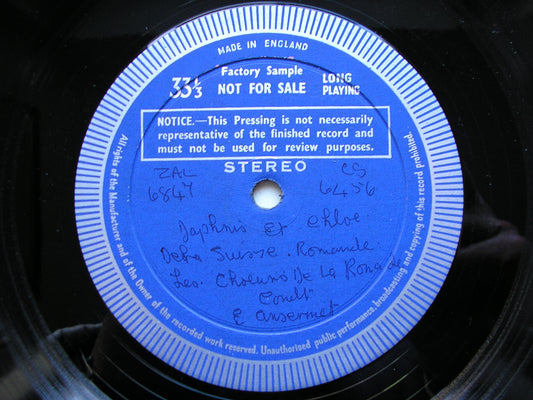 MADE IN ENGLAND
Factory Sample
33⅓ NOT FOR SALE LONG PLAYING
NOTICE.—This Pressing is not necessarily
representative of the finished record and
must not be used for review purposes.
STEREO
ZAL CS
6847 6456
Daphnis Et Chloe.
Suisse. Romande
Les. Choeurs De La Roma
Condt
E Ansermet
All rights of the Manufacturer and of the Owner of the recorded work reserved. Unauthorised public performance, broadcasting and copying of this record prohibited.